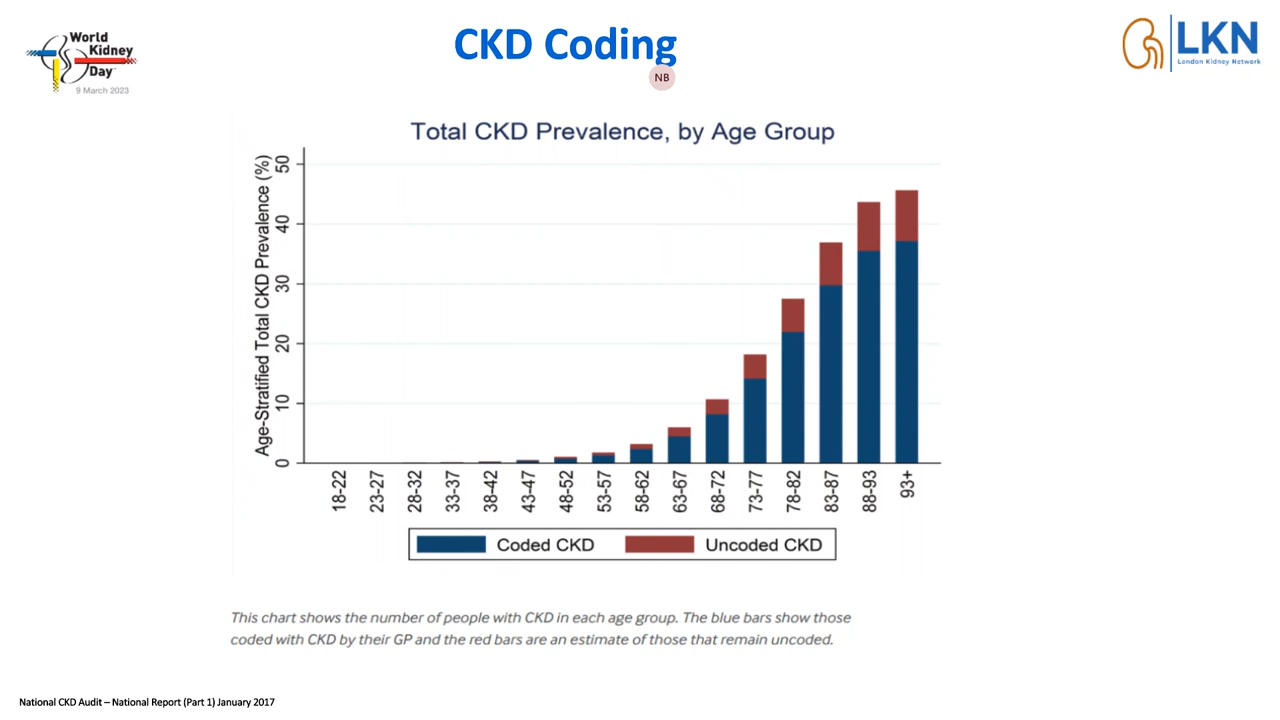 World
Kidney
Day
9 March 2023
CKD Coding
NB
LKN
London Kidney Network
Total CKD Prevalence, by Age Group
Age-Stratified Total CKD Prevalence (%)
50
40
30
20
10
0
18-22
23-27
28-32
33-37
38-42
43-47
48-52
53-57
58-62
63-67
68-72
73-77
78-82
83-87
88-93
93+
Coded CKD
Uncoded CKD
This chart shows the number of people with CKD in each age group. The blue bars show those
coded with CKD by their GP and the red bars are an estimate of those that remain uncoded.
National CKD Audit – National Report (Part 1) January 2017